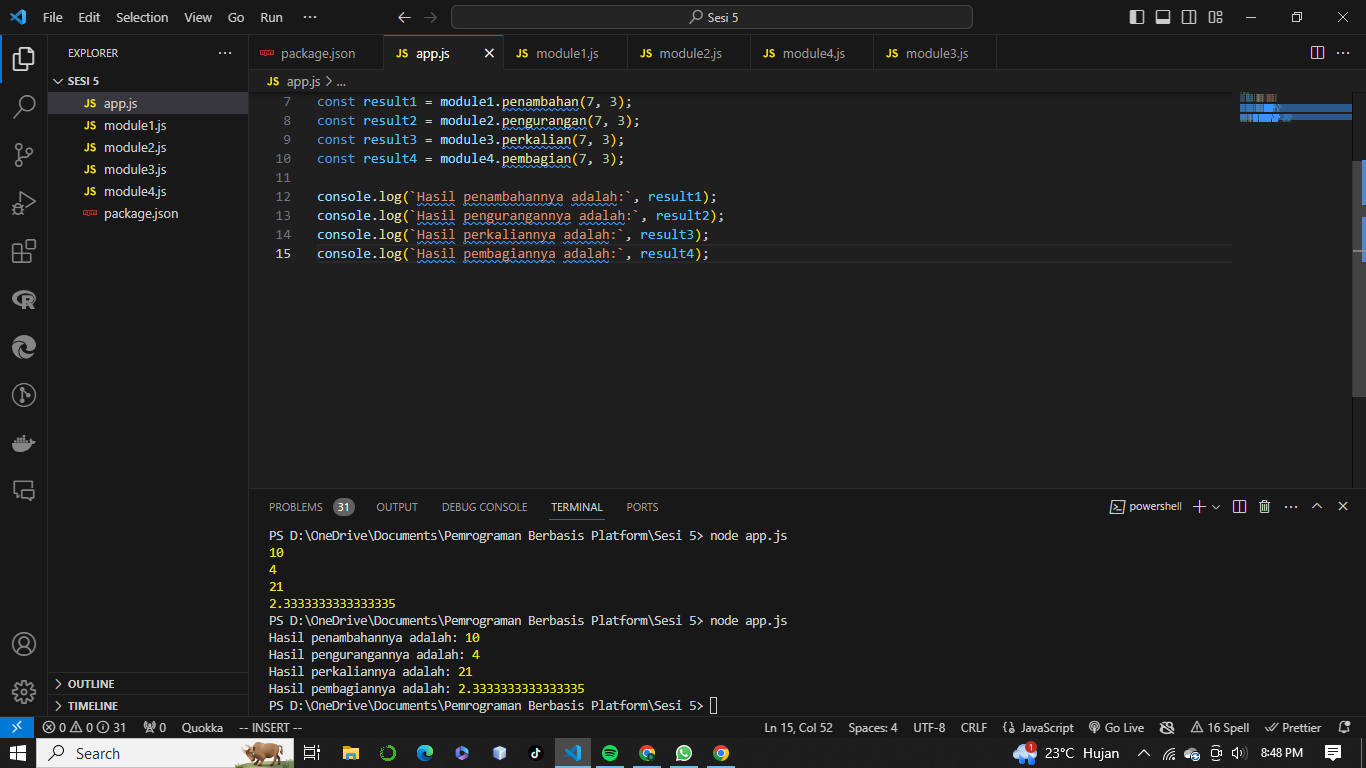 File Edit Selection View Go Run ··· Sesi 5
EXPLORER ···
SESI 5
JS app.js
JS module1.js
JS module2.js
JS module3.js
JS module4.js
package.json
OUTLINE
TIMELINE
package.json JS app.js JS module1.js JS module2.js JS module4.js JS module3.js ···
JS app.js > ...
7 const result1 = module1.penambahan(7, 3);
8 const result2 = module2.pengurangan(7, 3);
9 const result3 = module3.perkalian(7, 3);
10 const result4 = module4.pembagian(7, 3);
11
12 console.log(`Hasil penambahannya adalah:`, result1);
13 console.log(`Hasil pengurangannya adalah:`, result2);
14 console.log(`Hasil perkaliannya adalah:`, result3);
15 console.log(`Hasil pembagiannya adalah:`, result4);
PROBLEMS 31 OUTPUT DEBUG CONSOLE TERMINAL PORTS powershell
PS D:\OneDrive\Documents\Pemrograman Berbasis Platform\Sesi 5> node app.js
10
4
21
2.3333333333333335
PS D:\OneDrive\Documents\Pemrograman Berbasis Platform\Sesi 5> node app.js
Hasil penambahannya adalah: 10
Hasil pengurangannya adalah: 4
Hasil perkaliannya adalah: 21
Hasil pembagiannya adalah: 2.3333333333333335
PS D:\OneDrive\Documents\Pemrograman Berbasis Platform\Sesi 5>
0 0 31 0 Quokka -- INSERT -- Ln 15, Col 52 Spaces: 4 UTF-8 CRLF JavaScript Go Live 16 Spell Prettier
Search 1 23°C Hujan 8:48 PM